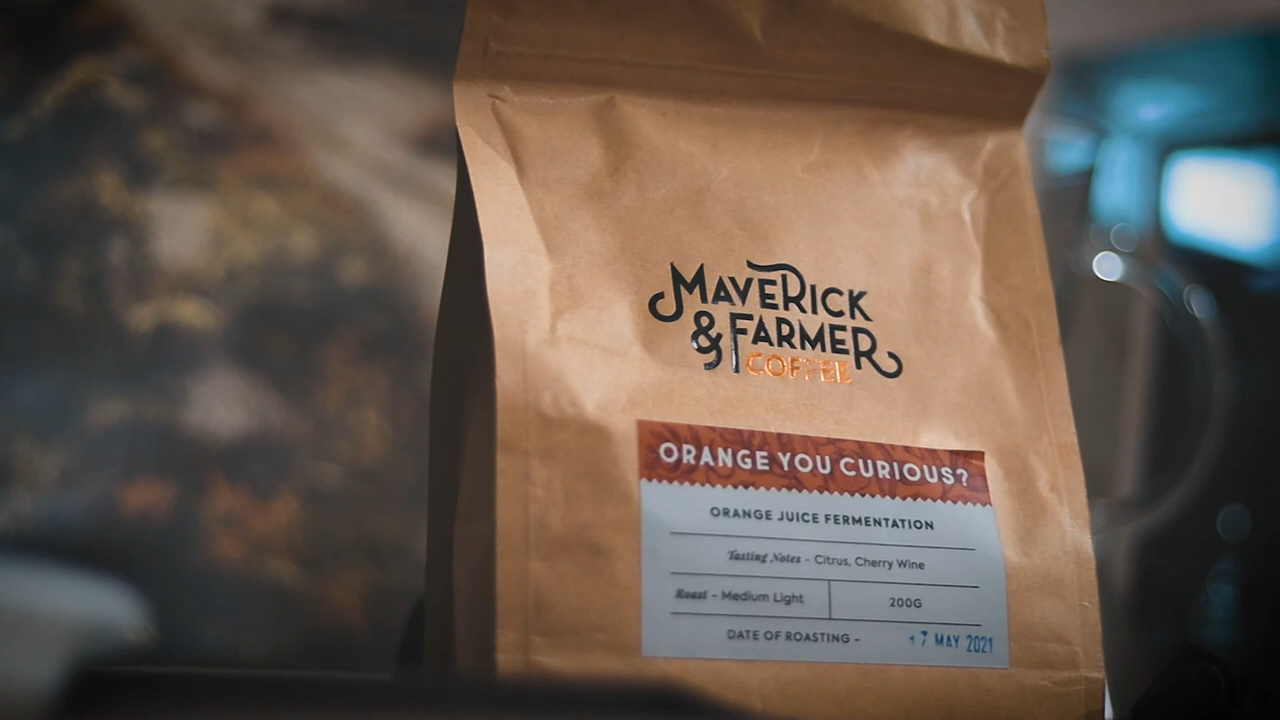 MAVERICK
& FARMER
COFFEE
ORANGE YOU CURIOUS?
ORANGE JUICE FERMENTATION
Tasting Notes - Citrus, Cherry Wine
Roast - Medium Light
200G
DATE OF ROASTING - 17 MAY 2021